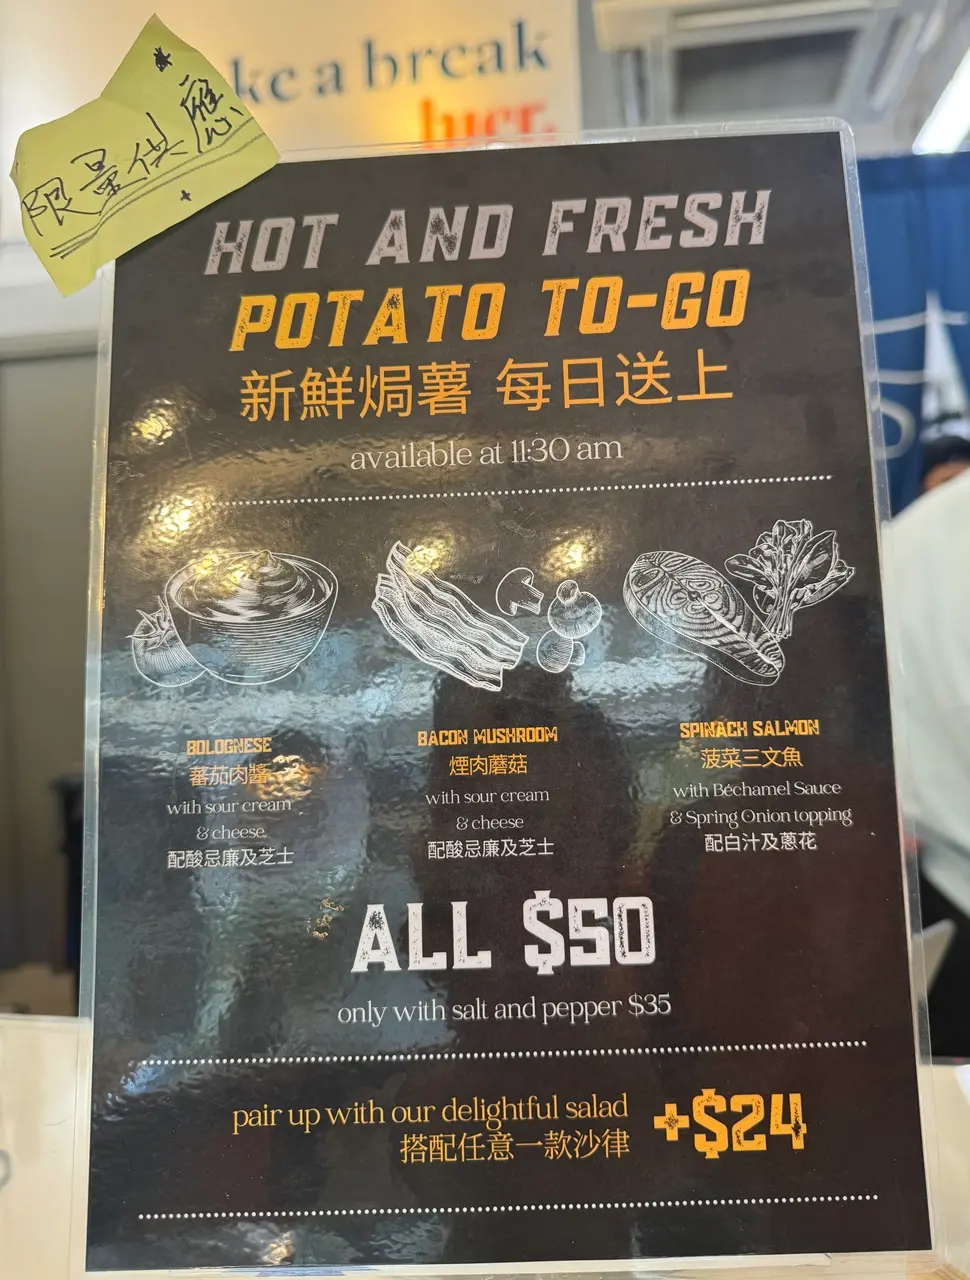 ke a break
限量供應
HOT AND FRESH
POTATO TO-GO
新鮮焗薯 每日送上
available at 11:30 am
BOLOGNESE
蕃茄肉醬
with sour cream
& cheese
配酸忌廉及芝士
BACON MUSHROOM
煙肉蘑菇
with sour cream
& cheese
配酸忌廉及芝士
SPINACH SALMON
菠菜三文魚
with Béchamel Sauce
& Spring Onion topping
配白汁及蔥花
ALL $50
only with salt and pepper $35
pair up with our delightful salad
搭配任意一款沙律
+$24